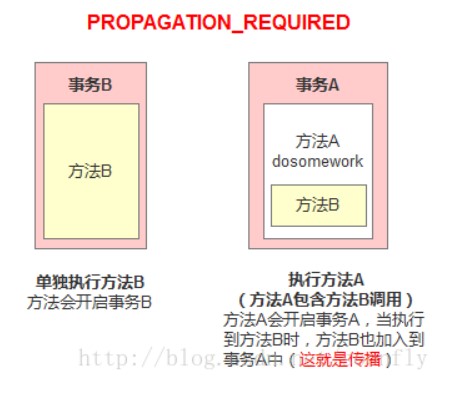 PROPAGATION_REQUIRED
事务B
方法B
单独执行方法B
方法会开启事务B
事务A
方法A
dosomework
方法B
执行方法A
（方法A包含方法B调用）
方法A会开启事务A，当执
行到方法B时，方法B也加入到
事务A中（这就是传播）
http://blog.
fly